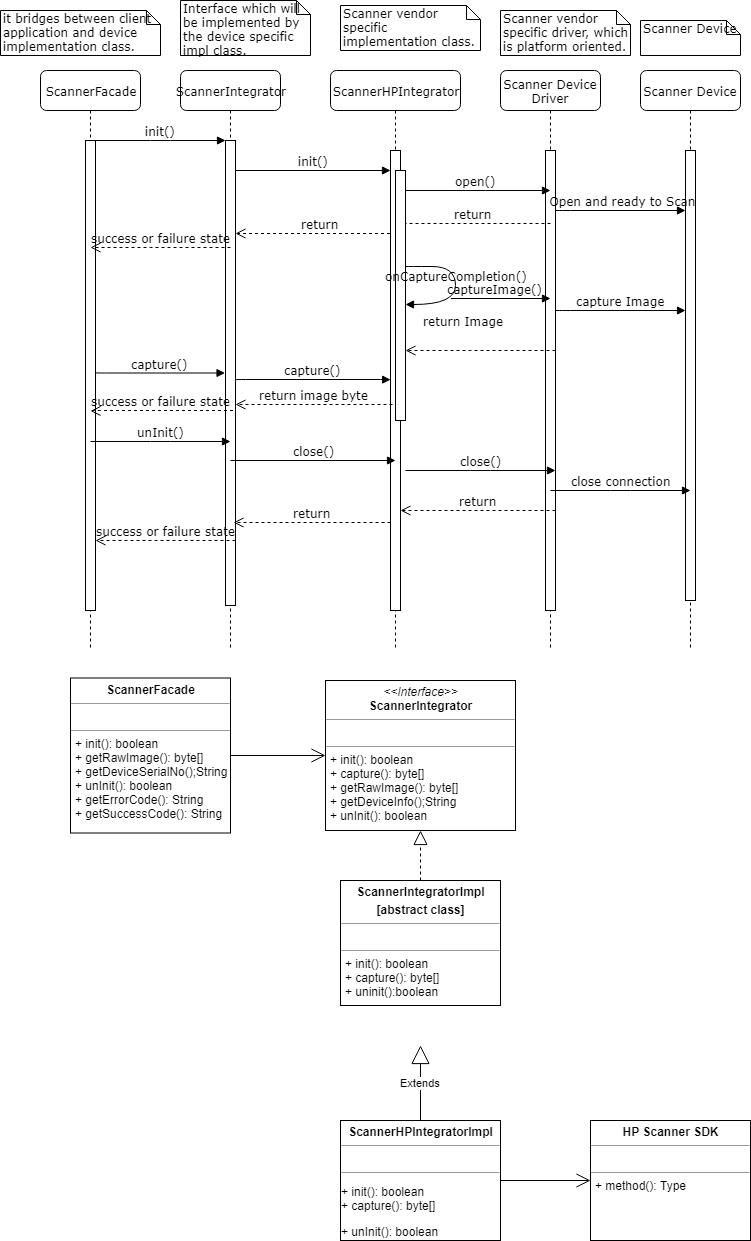 it bridges between client
application and device
implementation class.
Interface which will
be implemented by
the device specific
impl class.
Scanner vendor
specific
implementation class.
Scanner vendor
specific driver, which
is platform oriented.
Scanner Device
ScannerFacade
ScannerIntegrator
ScannerHPIntegrator
Scanner Device
Driver
Scanner Device
init()
init()
open()
Open and ready to Scan
return
return
success or failure state
onCaptureCompletion()
captureImage()
capture Image
return Image
capture()
capture()
return image byte
success or failure state
unInit()
close()
close()
close connection
return
return
success or failure state
ScannerFacade
+ init(): boolean
+ getRawImage(): byte[]
+ getDeviceSerialNo();String
+ unInit(): boolean
+ getErrorCode(): String
+ getSuccessCode(): String
<<Interface>>
ScannerIntegrator
+ init(): boolean
+ capture(): byte[]
+ getRawImage(): byte[]
+ getDeviceInfo();String
+ unInit(): boolean
ScannerIntegratorImpl
[abstract class]
+ init(): boolean
+ capture(): byte[]
+ uninit():boolean
Extends
ScannerHPIntegratorImpl
+ init(): boolean
+ capture(): byte[]
+ unInit(): boolean
HP Scanner SDK
+ method(): Type